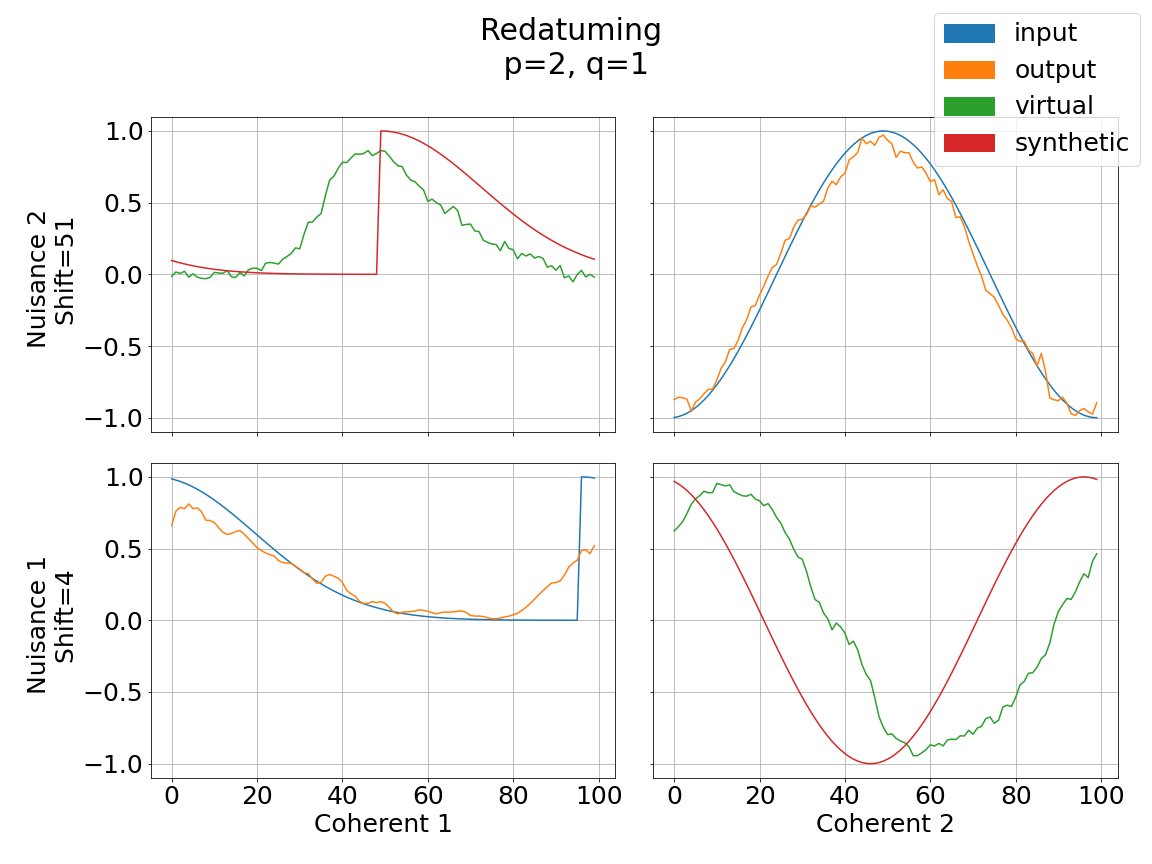 Redatuming
p=2, q=1
input
output
virtual
synthetic
Nuisance 2
Shift=51
1.0
0.5
0.0
−0.5
−1.0
Nuisance 1
Shift=4
1.0
0.5
0.0
−0.5
−1.0
0 20 40 60 80 100
0 20 40 60 80 100
Coherent 1
Coherent 2